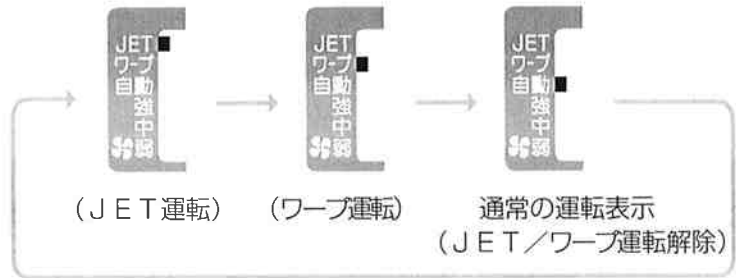 JET
ワープ
自動
強
中
弱
JET
ワープ
自動
強
中
弱
JET
ワープ
自動
強
中
弱
(JET運転)
(ワープ運転)
通常の運転表示
(JET/ワープ運転解除)